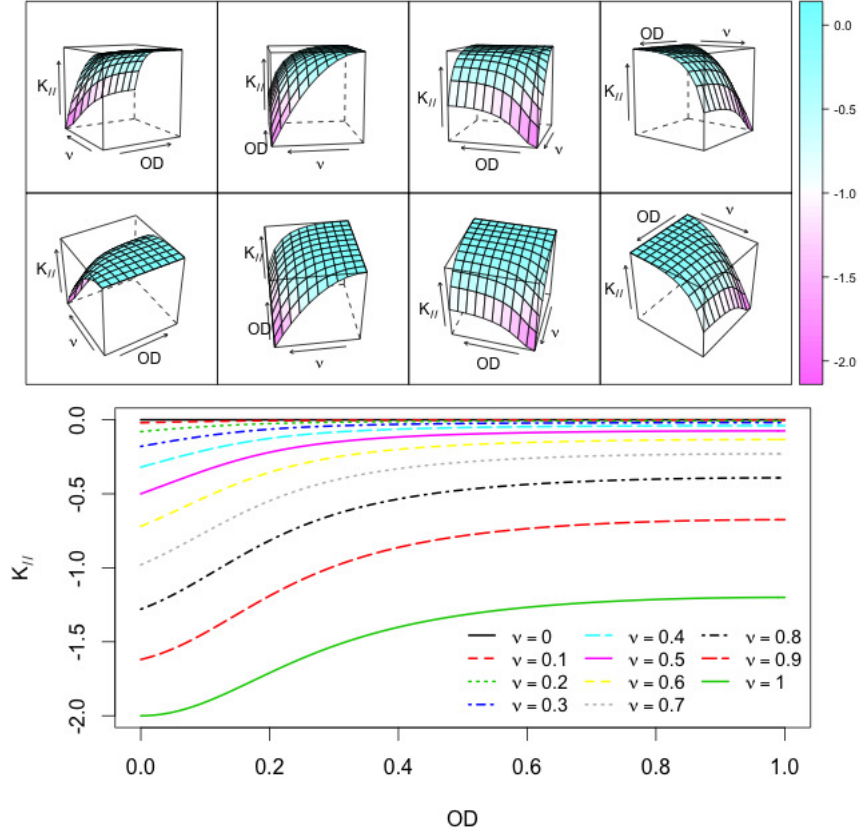 K// ν OD
K// OD ν
K// OD ν
OD ν K//
0.0
-0.5
-1.0
-1.5
-2.0
K// ν OD
K// OD ν
K// OD ν
OD ν K//
0.0
-0.5
-1.0
-1.5
-2.0
K//
ν = 0 ν = 0.4 ν = 0.8
ν = 0.1 ν = 0.5 ν = 0.9
ν = 0.2 ν = 0.6 ν = 1
ν = 0.3 ν = 0.7
0.0 0.2 0.4 0.6 0.8 1.0
OD